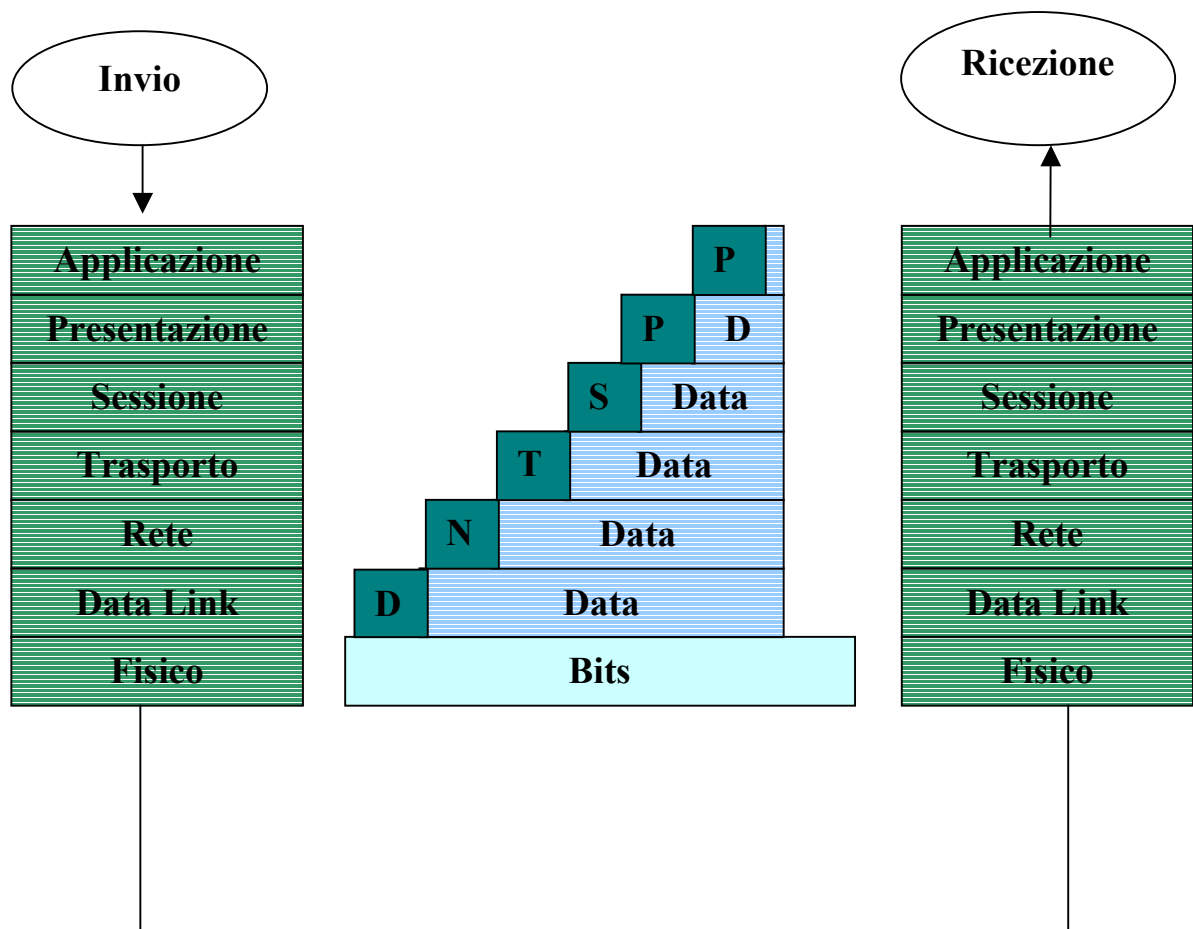 Invio
Ricezione
Applicazione
P
Applicazione
Presentazione
P
D
Presentazione
Sessione
S
Data
Sessione
Trasporto
T
Data
Trasporto
Rete
N
Data
Rete
Data Link
D
Data
Data Link
Fisico
Bits
Fisico